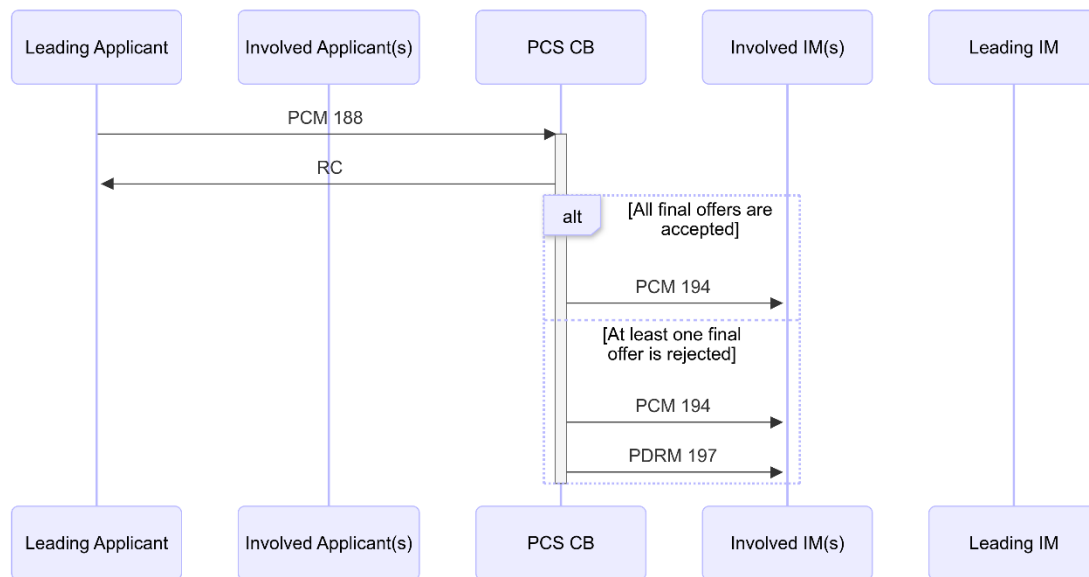 Leading Applicant
Involved Applicant(s)
PCS CB
Involved IM(s)
Leading IM
PCM 188
RC
alt
[All final offers are
accepted]
PCM 194
[At least one final
offer is rejected]
PCM 194
PDRM 197
Leading Applicant
Involved Applicant(s)
PCS CB
Involved IM(s)
Leading IM